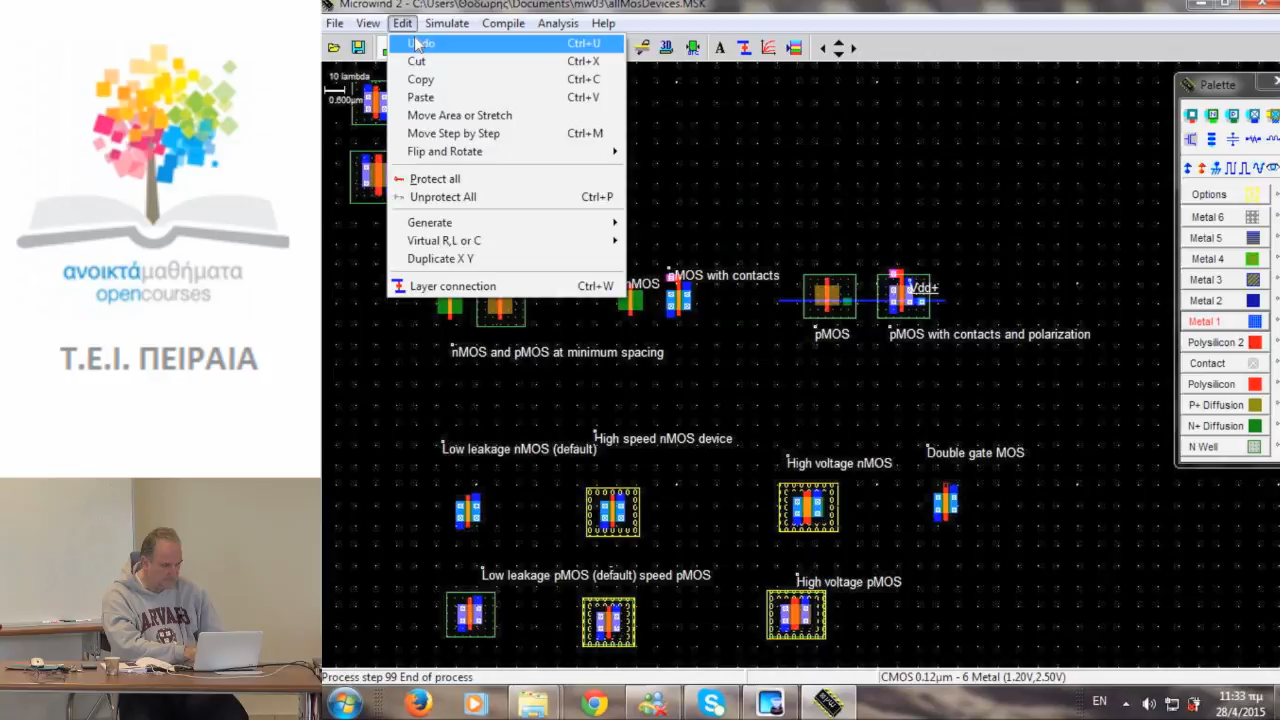 Microwind 2 - C:\Users\Θοδωρής\Documents\mw03\allMosDevices.MSK
File View Edit Simulate Compile Analysis Help
Undo Ctrl+U
Cut Ctrl+X
Copy Ctrl+C
Paste Ctrl+V
Move Area or Stretch
Move Step by Step Ctrl+M
Flip and Rotate
Protect all
Unprotect All Ctrl+P
Generate
Virtual R,L or C
Duplicate X Y
Layer connection Ctrl+W
10 lambda
0.600µm
3D
A
nMOS with contacts
Vdd+
pMOS
pMOS with contacts and polarization
nMOS and pMOS at minimum spacing
Low leakage nMOS (default)
High speed nMOS device
High voltage nMOS
Double gate MOS
Low leakage pMOS (default) speed pMOS
High voltage pMOS
Palette
Options
Metal 6
Metal 5
Metal 4
Metal 3
Metal 2
Metal 1
Polysilicon 2
Contact
Polysilicon
P+ Diffusion
N+ Diffusion
N Well
Process step 99 End of process
CMOS 0.12µm - 6 Metal (1.20V,2.50V)
EN
11:33 πμ
28/4/2015
ανοικτάμαθήματα
opencourses
Τ.Ε.Ι. ΠΕΙΡΑΙΑ
HARVARD